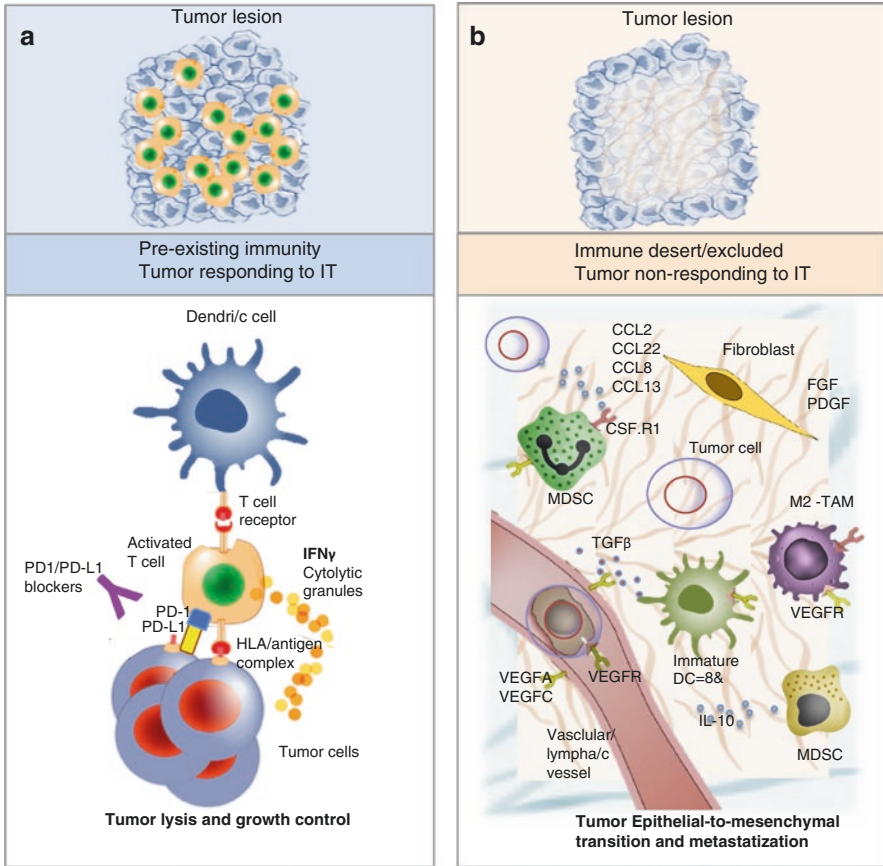 a
Tumor lesion
Pre-existing immunity
Tumor responding to IT
Dendri/c cell
T cell
receptor
Activated
T cell
IFNγ
Cytolytic
granules
PD1/PD-L1
blockers
PD-1
PD-L1
HLA/antigen
complex
Tumor cells
Tumor lysis and growth control
b
Tumor lesion
Immune desert/excluded
Tumor non-responding to IT
CCL2
CCL22
CCL8
CCL13
Fibroblast
FGF
PDGF
CSF.R1
MDSC
Tumor cell
M2 -TAM
TGFβ
VEGFR
VEGFA
VEGFC
VEGFR
Immature
DC=8&
IL-10
MDSC
Vasclular/
lympha/c
vessel
Tumor Epithelial-to-mesenchymal
transition and metastatization